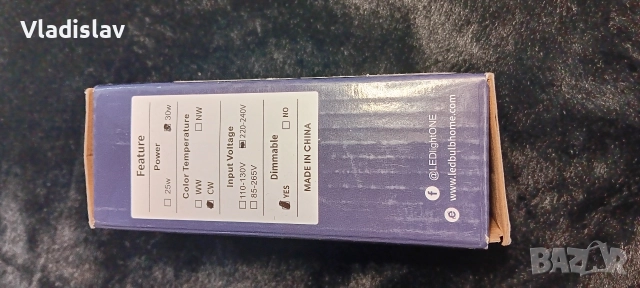 Vladislav
Feature
Power
25w 30w
Color Temperature
WW NW
CW
Input Voltage
110-130V 220-240V
85-265V
Dimmable
YES NO
MADE IN CHINA
@LEDlightONE
www.ledbulbhome.com
BAZAR